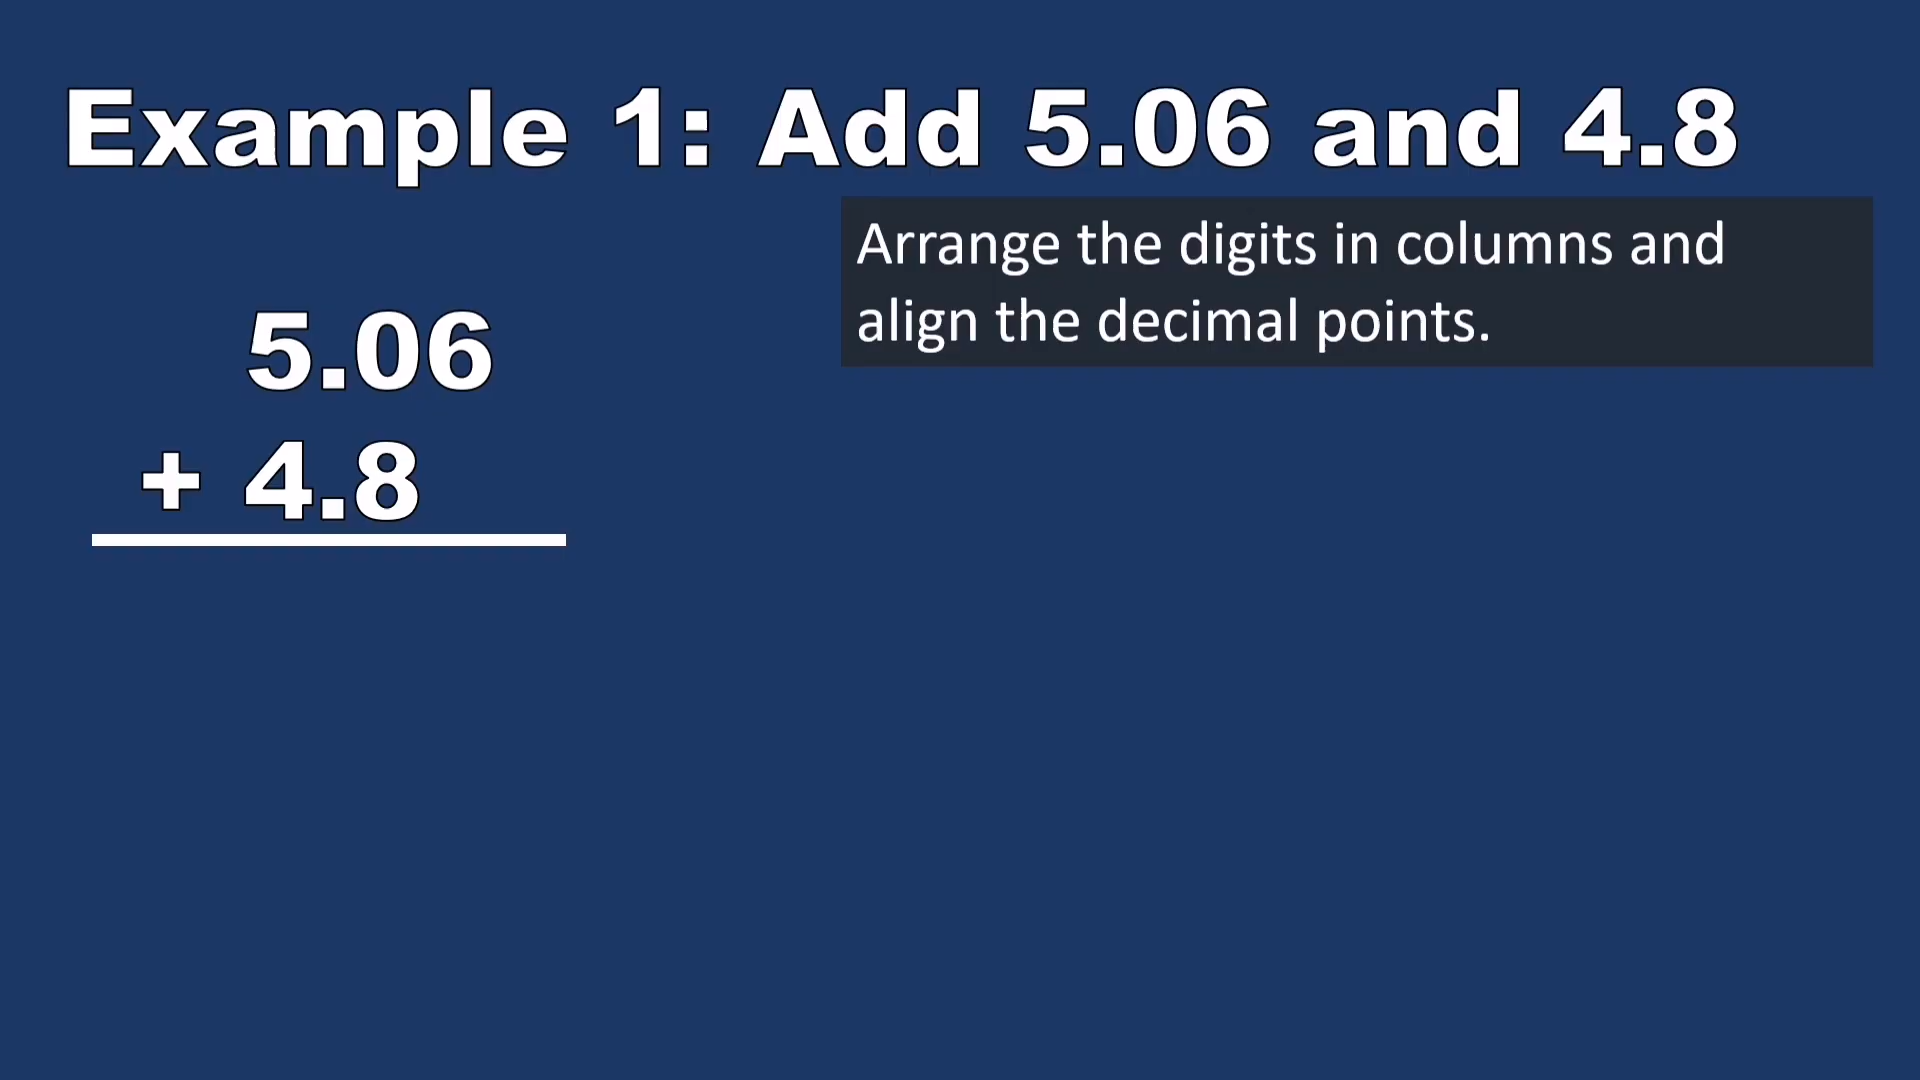 Example 1: Add 5.06 and 4.8
Arrange the digits in columns and
align the decimal points.
5.06
+ 4.8